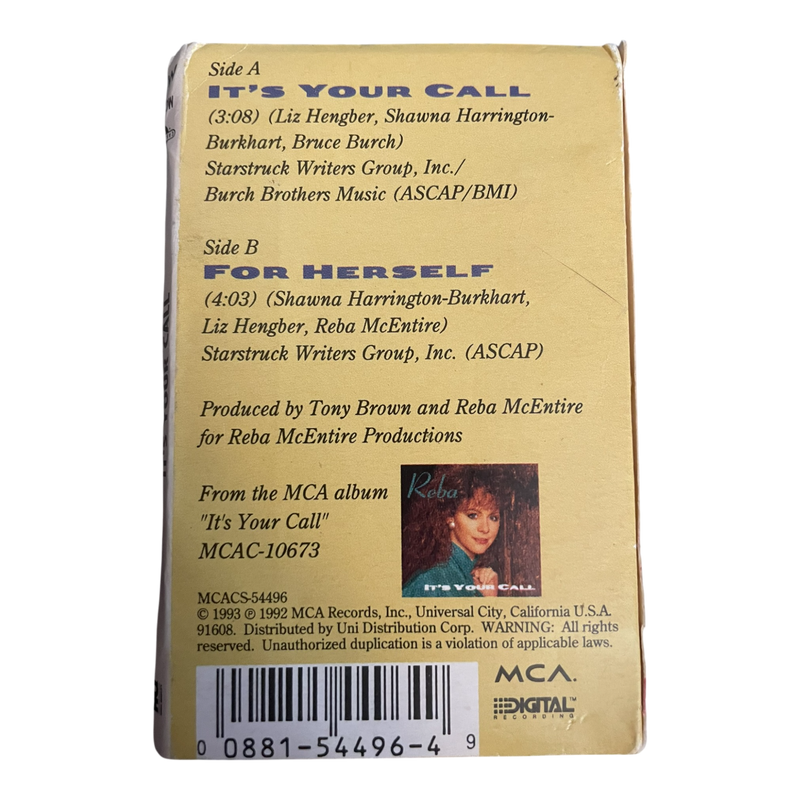 Side A
IT'S YOUR CALL
(3:08) (Liz Hengber, Shawna Harrington-
Burkhart, Bruce Burch)
Starstruck Writers Group, Inc./
Burch Brothers Music (ASCAP/BMI)
Side B
FOR HERSELF
(4:03) (Shawna Harrington-Burkhart,
Liz Hengber, Reba McEntire)
Starstruck Writers Group, Inc. (ASCAP)
Produced by Tony Brown and Reba McEntire
for Reba McEntire Productions
From the MCA album
"It's Your Call"
MCAC-10673
Reba
IT'S YOUR CALL
MCACS-54496
© 1993 ℗ 1992 MCA Records, Inc., Universal City, California U.S.A.
91608. Distributed by Uni Distribution Corp. WARNING: All rights
reserved. Unauthorized duplication is a violation of applicable laws.
MCA.
DIGITAL™
RECORDING
0 0881-54496-4 9
IT'S YOUR CALL